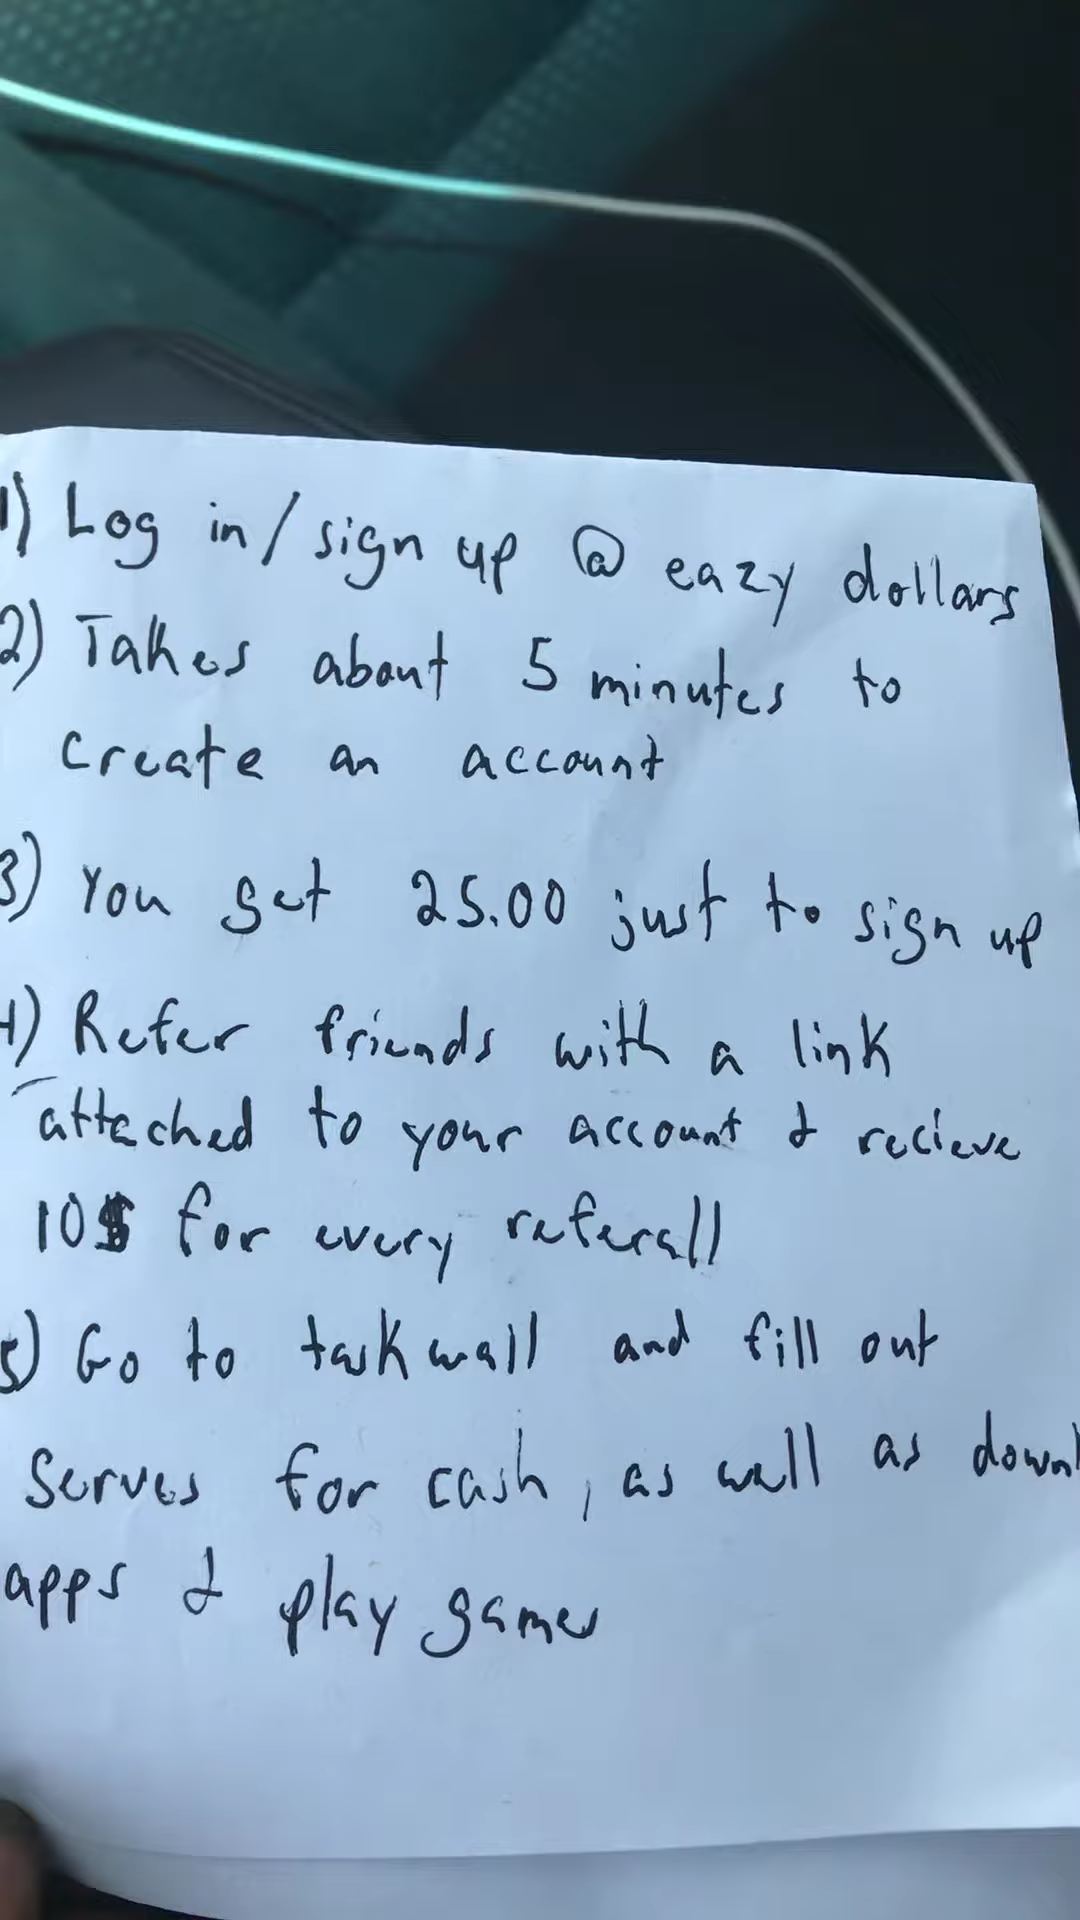 1) Log in/sign up @ eazy dollars
2) Takes about 5 minutes to
create an account
3) You get 25.00 just to sign up
4) Refer friends with a link
attached to your account & recieve
10$ for every referall
5) Go to taskwall and fill out
Serves for cash, as well as downl
apps & play games